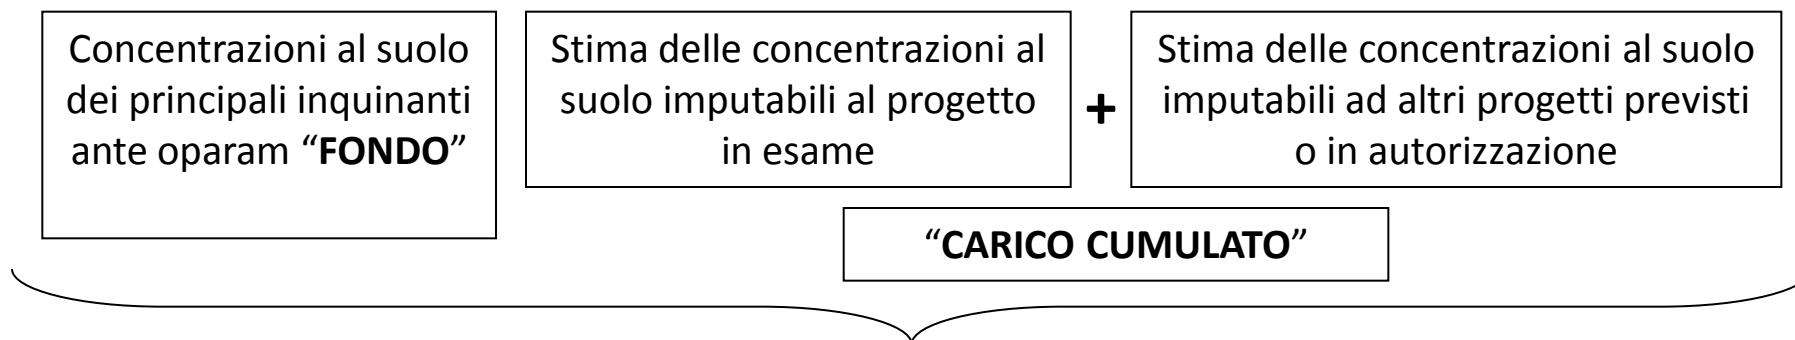 Concentrazioni al suolo
dei principali inquinanti
ante oparam “FONDO”
Stima delle concentrazioni al
suolo imputabili al progetto
in esame
+
Stima delle concentrazioni al suolo
imputabili ad altri progetti previsti
o in autorizzazione
“CARICO CUMULATO”